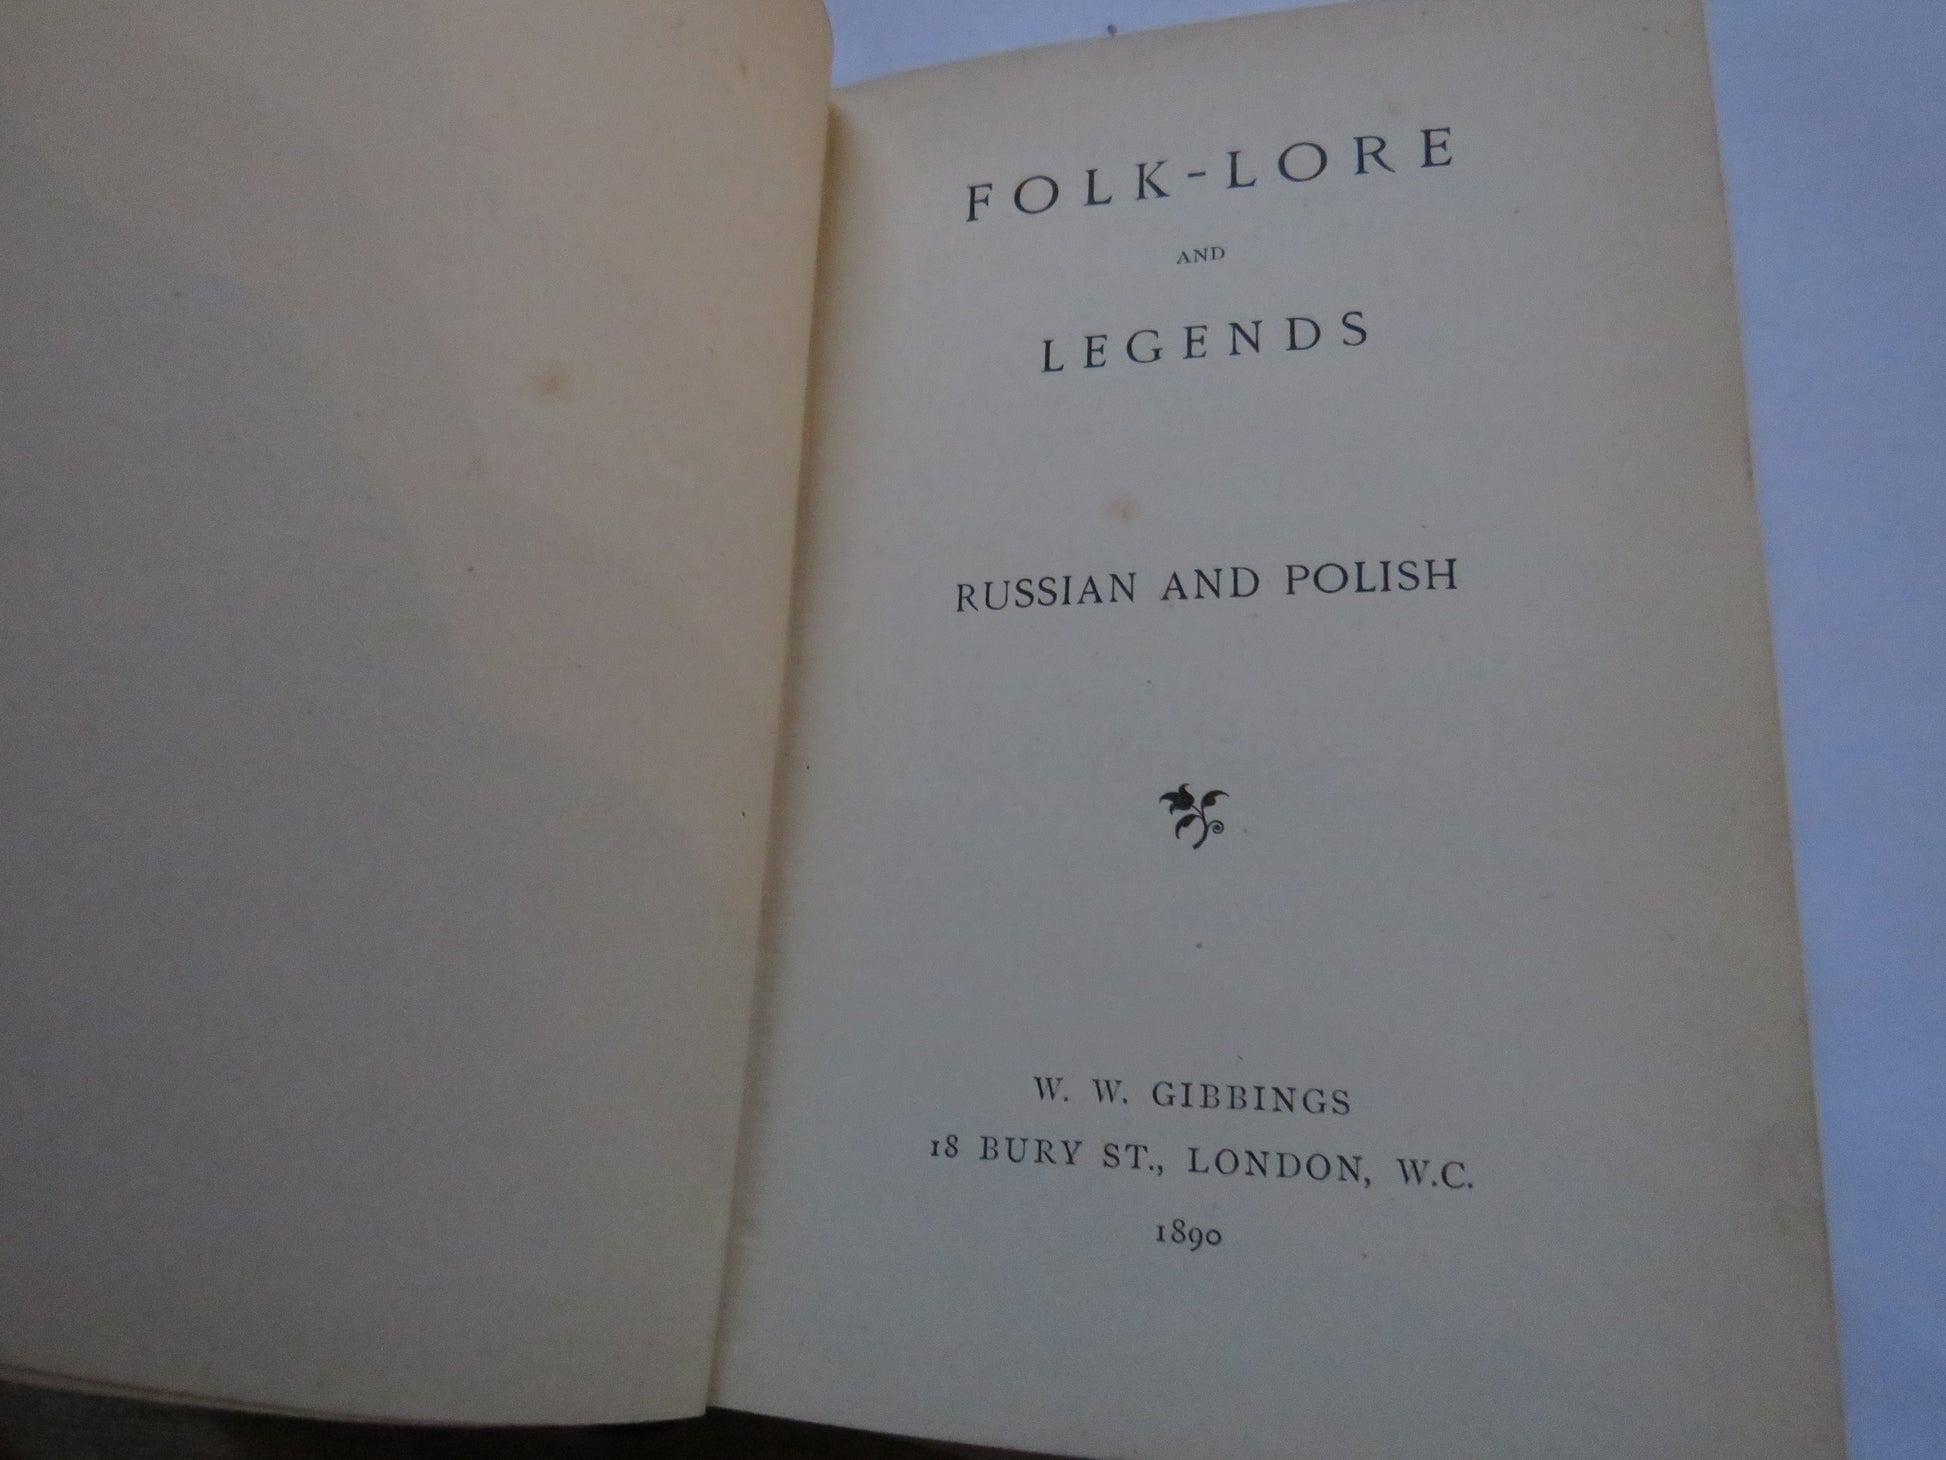 FOLK-LORE
AND
LEGENDS
RUSSIAN AND POLISH
W. W. GIBBINGS
18 BURY ST., LONDON, W.C.
1890